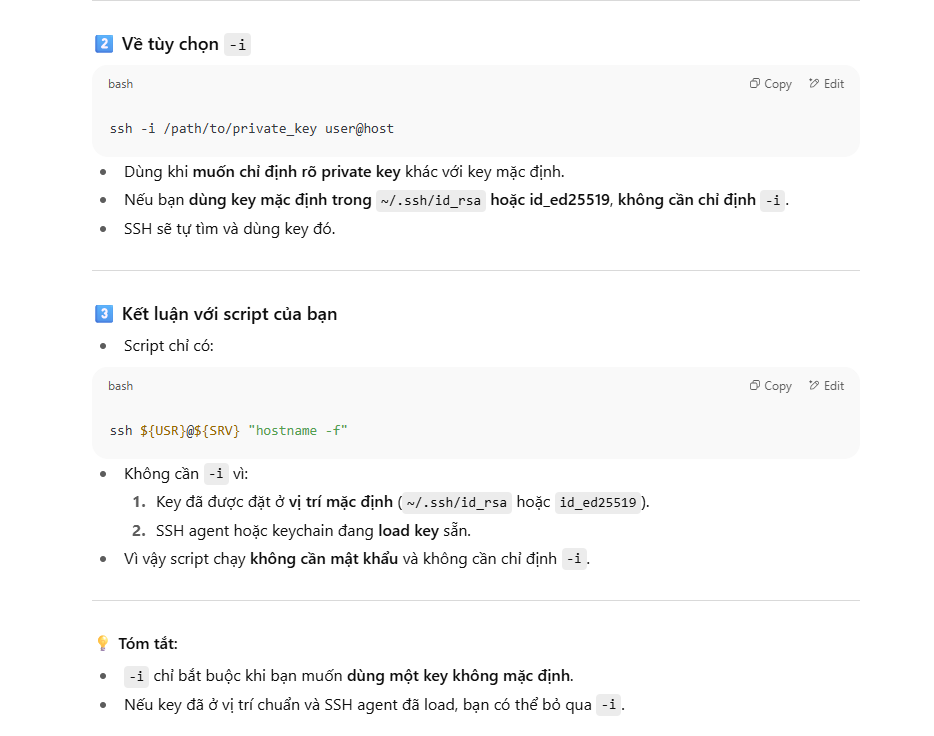 2️⃣ Về tùy chọn -i
bash
Copy Edit
ssh -i /path/to/private_key user@host
• Dùng khi muốn chỉ định rõ private key khác với key mặc định.
• Nếu bạn dùng key mặc định trong ~/.ssh/id_rsa hoặc id_ed25519, không cần chỉ định -i.
• SSH sẽ tự tìm và dùng key đó.
3️⃣ Kết luận với script của bạn
• Script chỉ có:
bash
Copy Edit
ssh ${USR}@${SRV} "hostname -f"
• Không cần -i vì:
1. Key đã được đặt ở vị trí mặc định (~/.ssh/id_rsa hoặc id_ed25519).
2. SSH agent hoặc keychain đang load key sẵn.
• Vì vậy script chạy không cần mật khẩu và không cần chỉ định -i.
💡 Tóm tắt:
• -i chỉ bắt buộc khi bạn muốn dùng một key không mặc định.
• Nếu key đã ở vị trí chuẩn và SSH agent đã load, bạn có thể bỏ qua -i.